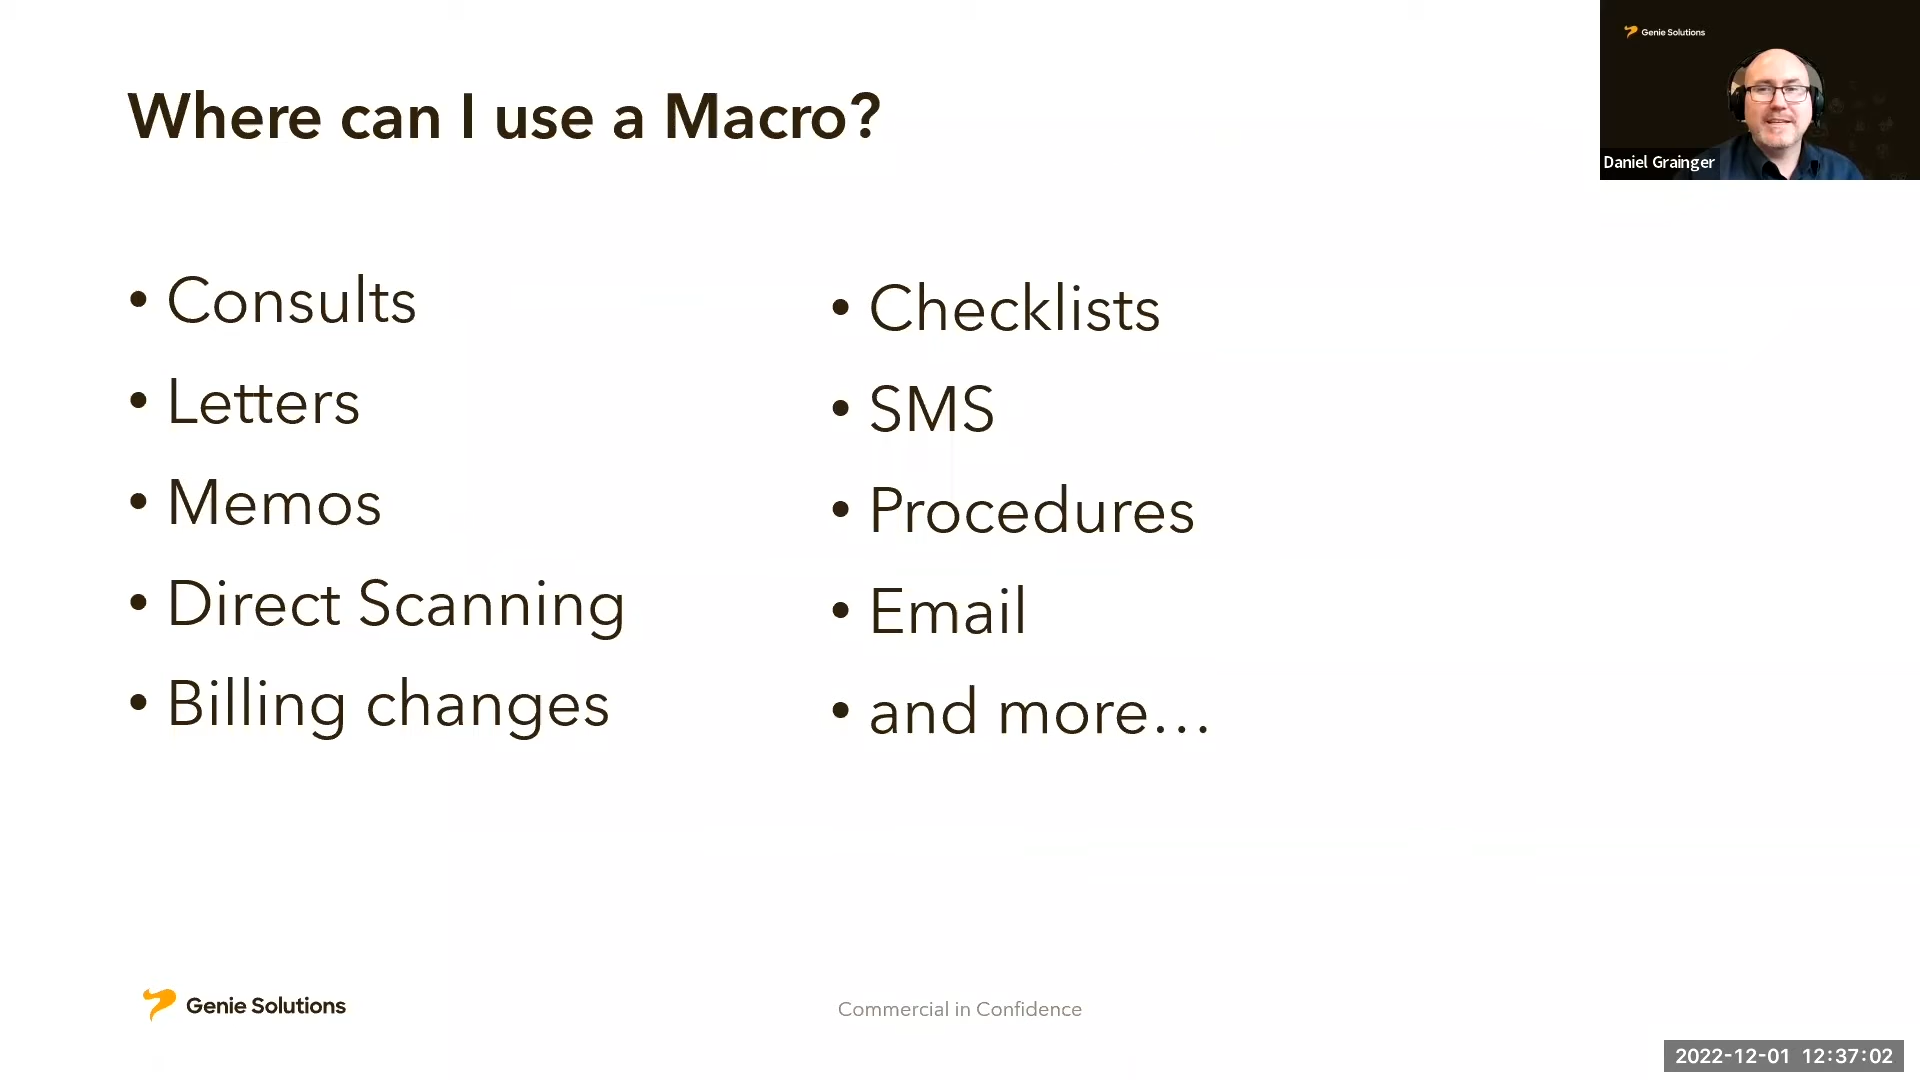 Where can I use a Macro?
• Consults
• Letters
• Memos
• Direct Scanning
• Billing changes
• Checklists
• SMS
• Procedures
• Email
• and more…
Genie Solutions
Daniel Grainger
Genie Solutions
Commercial in Confidence
2022-12-01 12:37:02